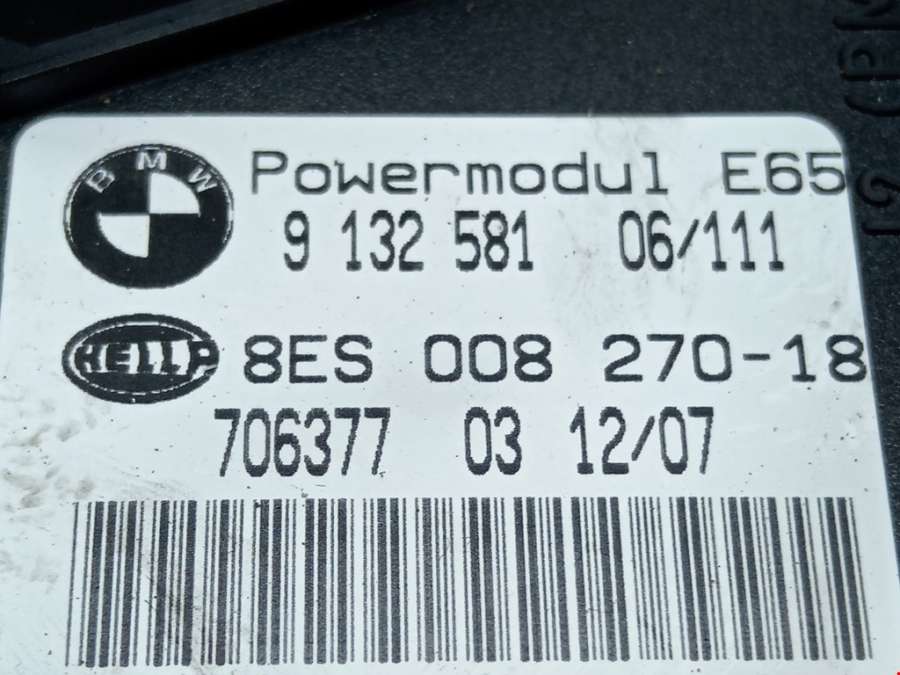 BMW
Powermodul E65
9 132 581 06/111
HELLA
8ES 008 270-18
706377 03 12/07